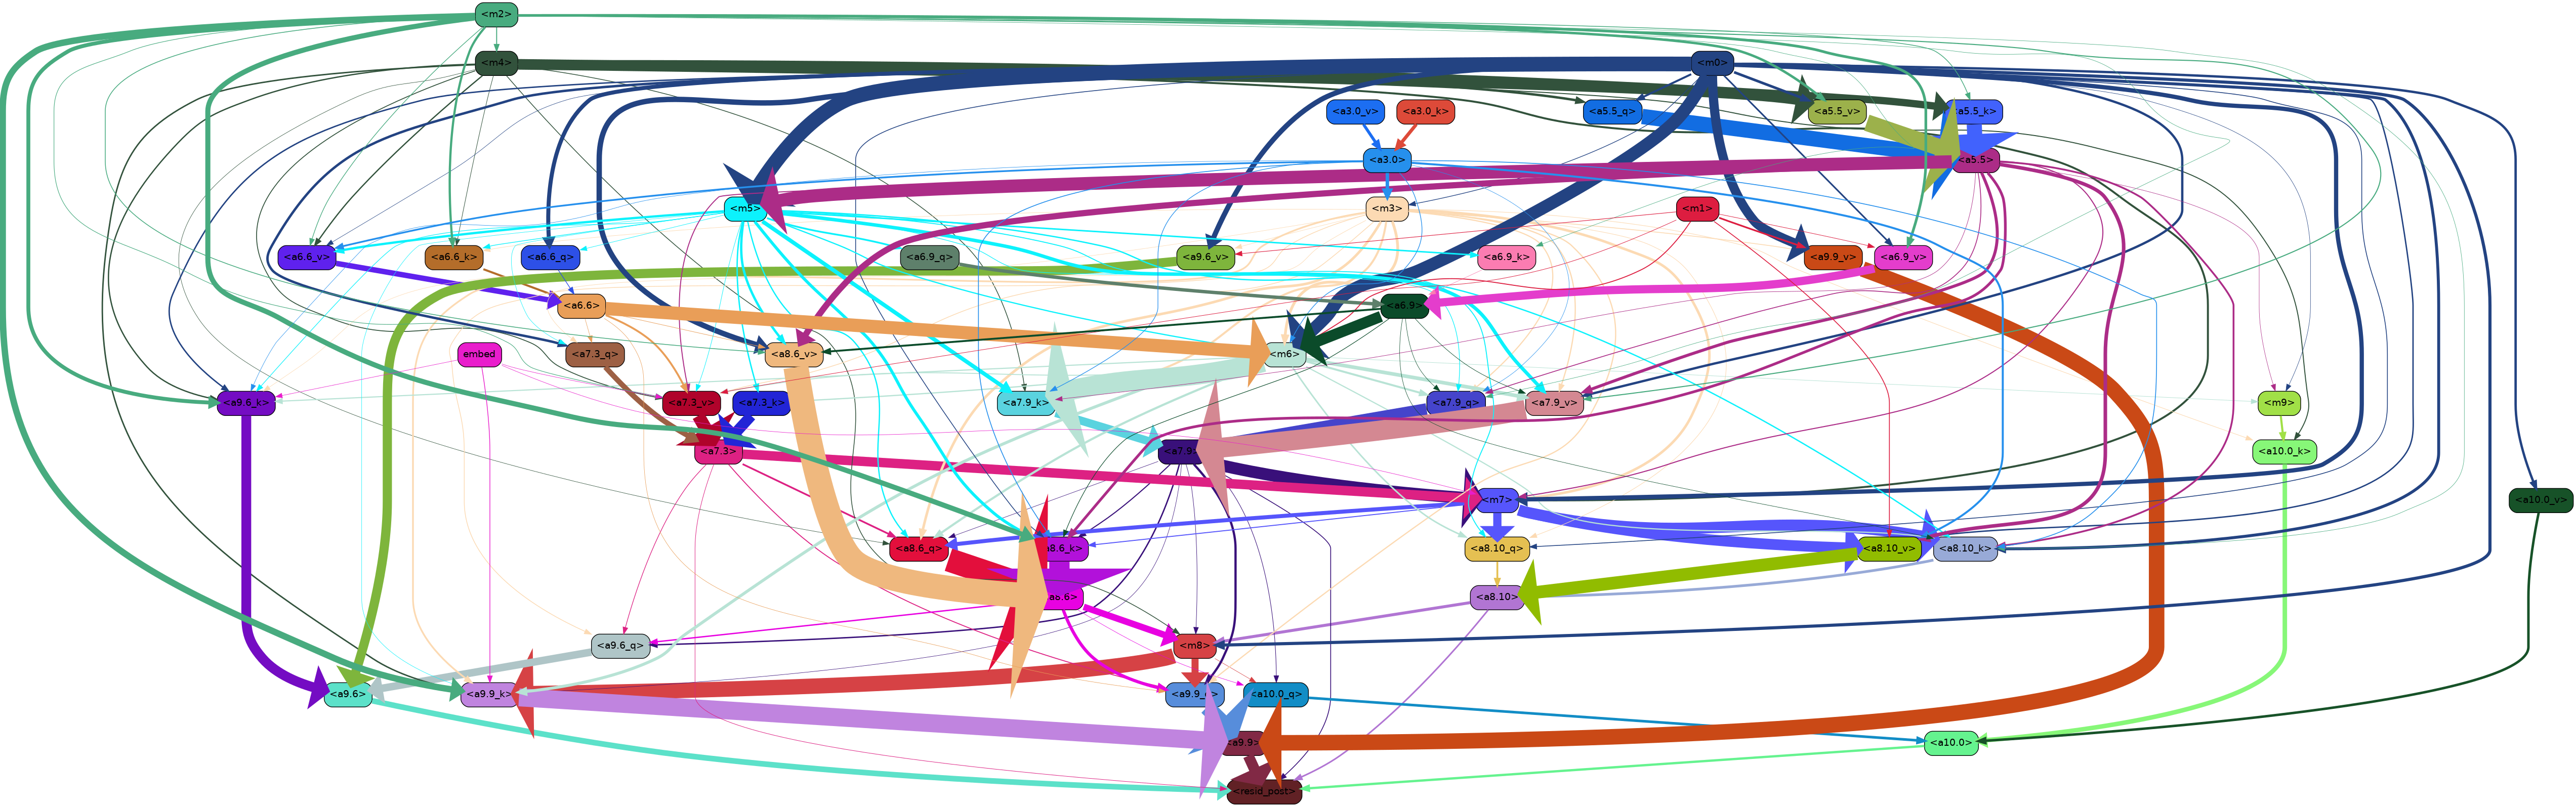 <m2>
<m4>
<m0>
<a3.0_v>
<a3.0_k>
<a5.5_q>
<a5.5_v>
<a5.5_k>
<a3.0>
<a5.5>
<m5>
<m3>
<m1>
<a6.6_v>
<a6.6_k>
<a6.6_q>
<a6.9_q>
<a9.6_v>
<a6.9_k>
<a9.9_v>
<a6.9_v>
<a6.6>
<a6.9>
embed
<a7.3_q>
<a8.6_v>
<m6>
<a9.6_k>
<a7.3_v>
<a7.3_k>
<a7.9_k>
<a7.9_q>
<a7.9_v>
<m9>
<a7.3>
<a7.9>
<a10.0_k>
<m7>
<a10.0_v>
<a8.6_q>
<a8.6_k>
<a8.10_q>
<a8.10_v>
<a8.10_k>
<a8.6>
<a8.10>
<a9.6_q>
<m8>
<a9.6>
<a9.9_k>
<a9.9_q>
<a10.0_q>
<a9.9>
<a10.0>
<resid_post>